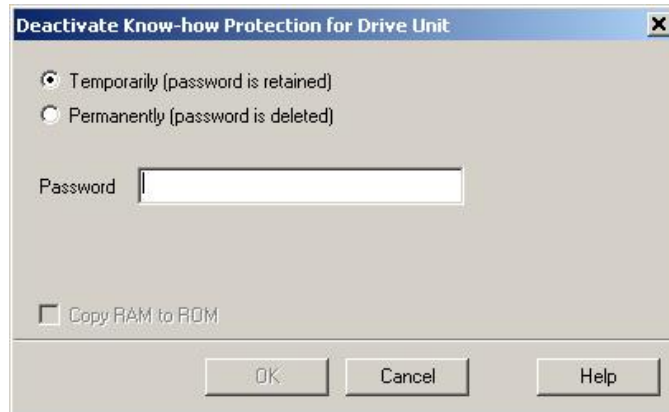 Deactivate Know-how Protection for Drive Unit
Temporarily (password is retained)
Permanently (password is deleted)
Password
Copy RAM to ROM
OK Cancel Help